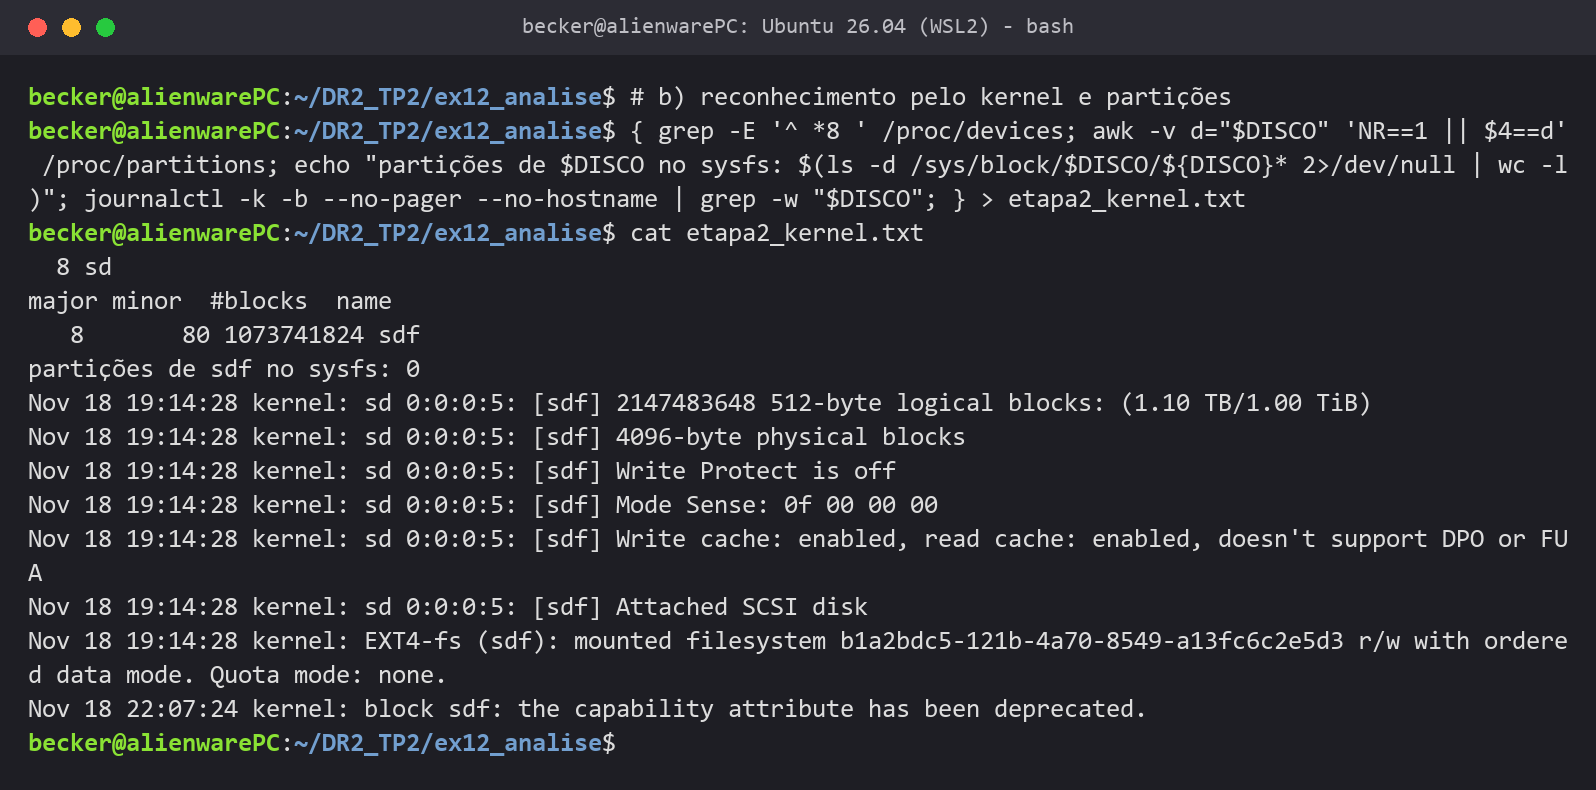 becker@alienwarePC: Ubuntu 26.04 (WSL2) - bash
becker@alienwarePC:~/DR2_TP2/ex12_analise$ # b) reconhecimento pelo kernel e partições
becker@alienwarePC:~/DR2_TP2/ex12_analise$ { grep -E '^ *8 ' /proc/devices; awk -v d="$DISCO" 'NR==1 || $4==d'
 /proc/partitions; echo "partições de $DISCO no sysfs: $(ls -d /sys/block/$DISCO/${DISCO}* 2>/dev/null | wc -l
)"; journalctl -k -b --no-pager --no-hostname | grep -w "$DISCO"; } > etapa2_kernel.txt
becker@alienwarePC:~/DR2_TP2/ex12_analise$ cat etapa2_kernel.txt
  8 sd
major minor  #blocks  name
   8       80 1073741824 sdf
partições de sdf no sysfs: 0
Nov 18 19:14:28 kernel: sd 0:0:0:5: [sdf] 2147483648 512-byte logical blocks: (1.10 TB/1.00 TiB)
Nov 18 19:14:28 kernel: sd 0:0:0:5: [sdf] 4096-byte physical blocks
Nov 18 19:14:28 kernel: sd 0:0:0:5: [sdf] Write Protect is off
Nov 18 19:14:28 kernel: sd 0:0:0:5: [sdf] Mode Sense: 0f 00 00 00
Nov 18 19:14:28 kernel: sd 0:0:0:5: [sdf] Write cache: enabled, read cache: enabled, doesn't support DPO or FU
A
Nov 18 19:14:28 kernel: sd 0:0:0:5: [sdf] Attached SCSI disk
Nov 18 19:14:28 kernel: EXT4-fs (sdf): mounted filesystem b1a2bdc5-121b-4a70-8549-a13fc6c2e5d3 r/w with ordere
d data mode. Quota mode: none.
Nov 18 22:07:24 kernel: block sdf: the capability attribute has been deprecated.
becker@alienwarePC:~/DR2_TP2/ex12_analise$